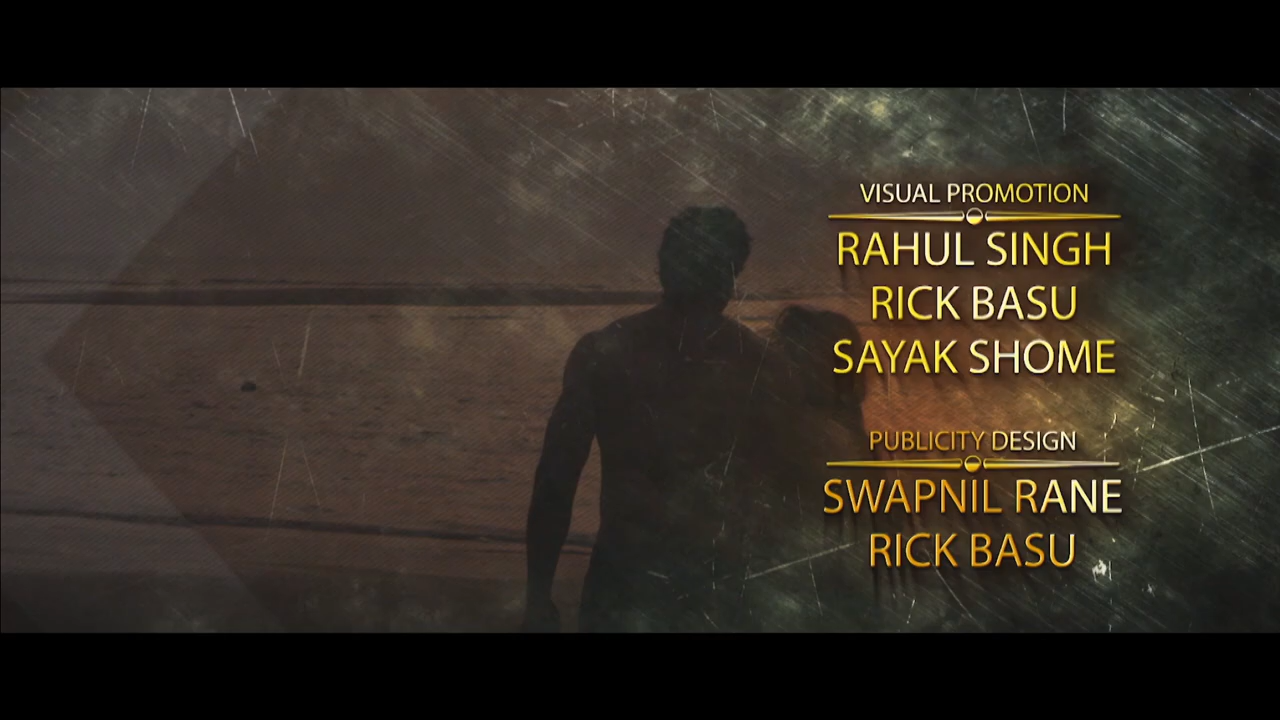 VISUAL PROMOTION
RAHUL SINGH
RICK BASU
SAYAK SHOME
PUBLICITY DESIGN
SWAPNIL RANE
RICK BASU